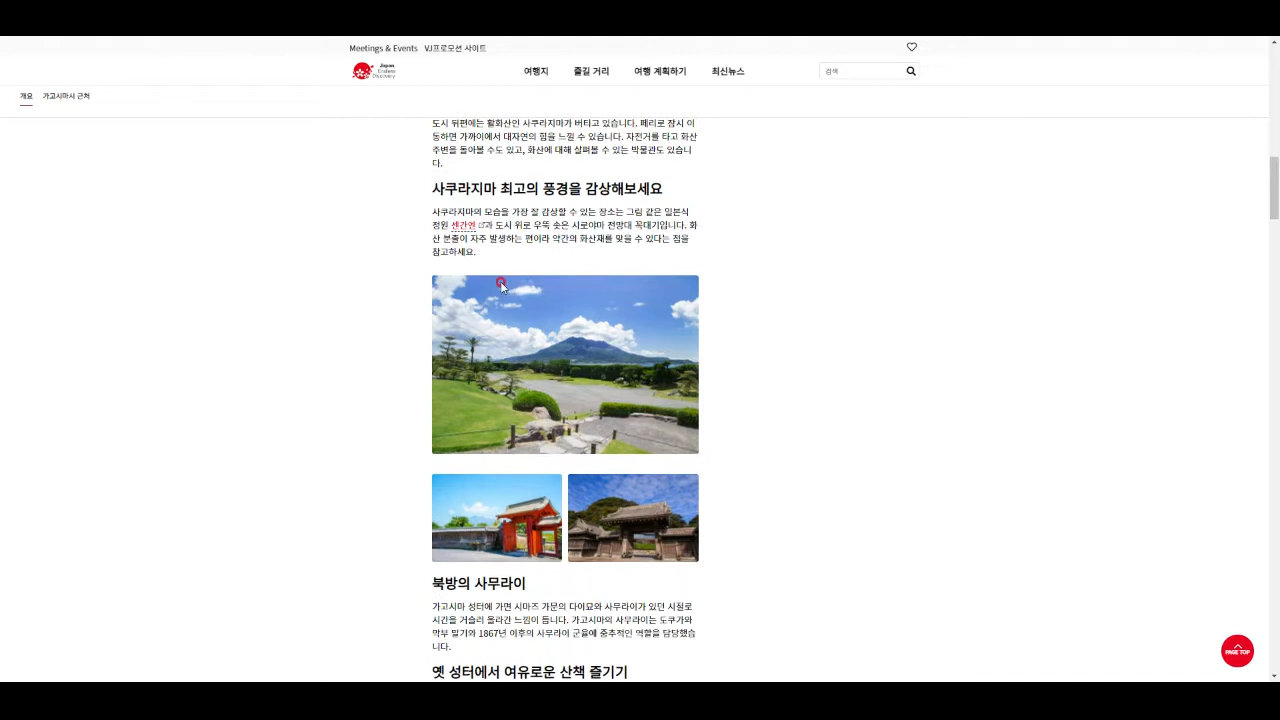 Meetings & Events VJ프로모션 사이트
Japan
Endless
Discovery
여행지 즐길 거리 여행 계획하기 최신뉴스
검색
개요 가고시마시 근처
도시 뒤편에는 활화산인 사쿠라지마가 버티고 있습니다. 페리로 잠시 이
동하면 가까이에서 대자연의 힘을 느낄 수 있습니다. 자전거를 타고 화산
주변을 돌아볼 수도 있고, 화산에 대해 살펴볼 수 있는 박물관도 있습니
다.
사쿠라지마 최고의 풍경을 감상해보세요
사쿠라지마의 모습을 가장 잘 감상할 수 있는 장소는 그림 같은 일본식
정원 센간엔과 도시 위로 우뚝 솟은 시로야마 전망대 꼭대기입니다. 화
산 분출이 자주 발생하는 편이라 약간의 화산재를 맞을 수 있다는 점을
참고하세요.
북방의 사무라이
가고시마 성터에 가면 시마즈 가문의 다이묘와 사무라이가 있던 시절로
시간을 거슬러 올라간 느낌이 듭니다. 가고시마의 사무라이는 도쿠가와
막부 말기와 1867년 이후의 사무라이 군율에 중추적인 역할을 담당했습
니다.
옛 성터에서 여유로운 산책 즐기기
PAGE TOP